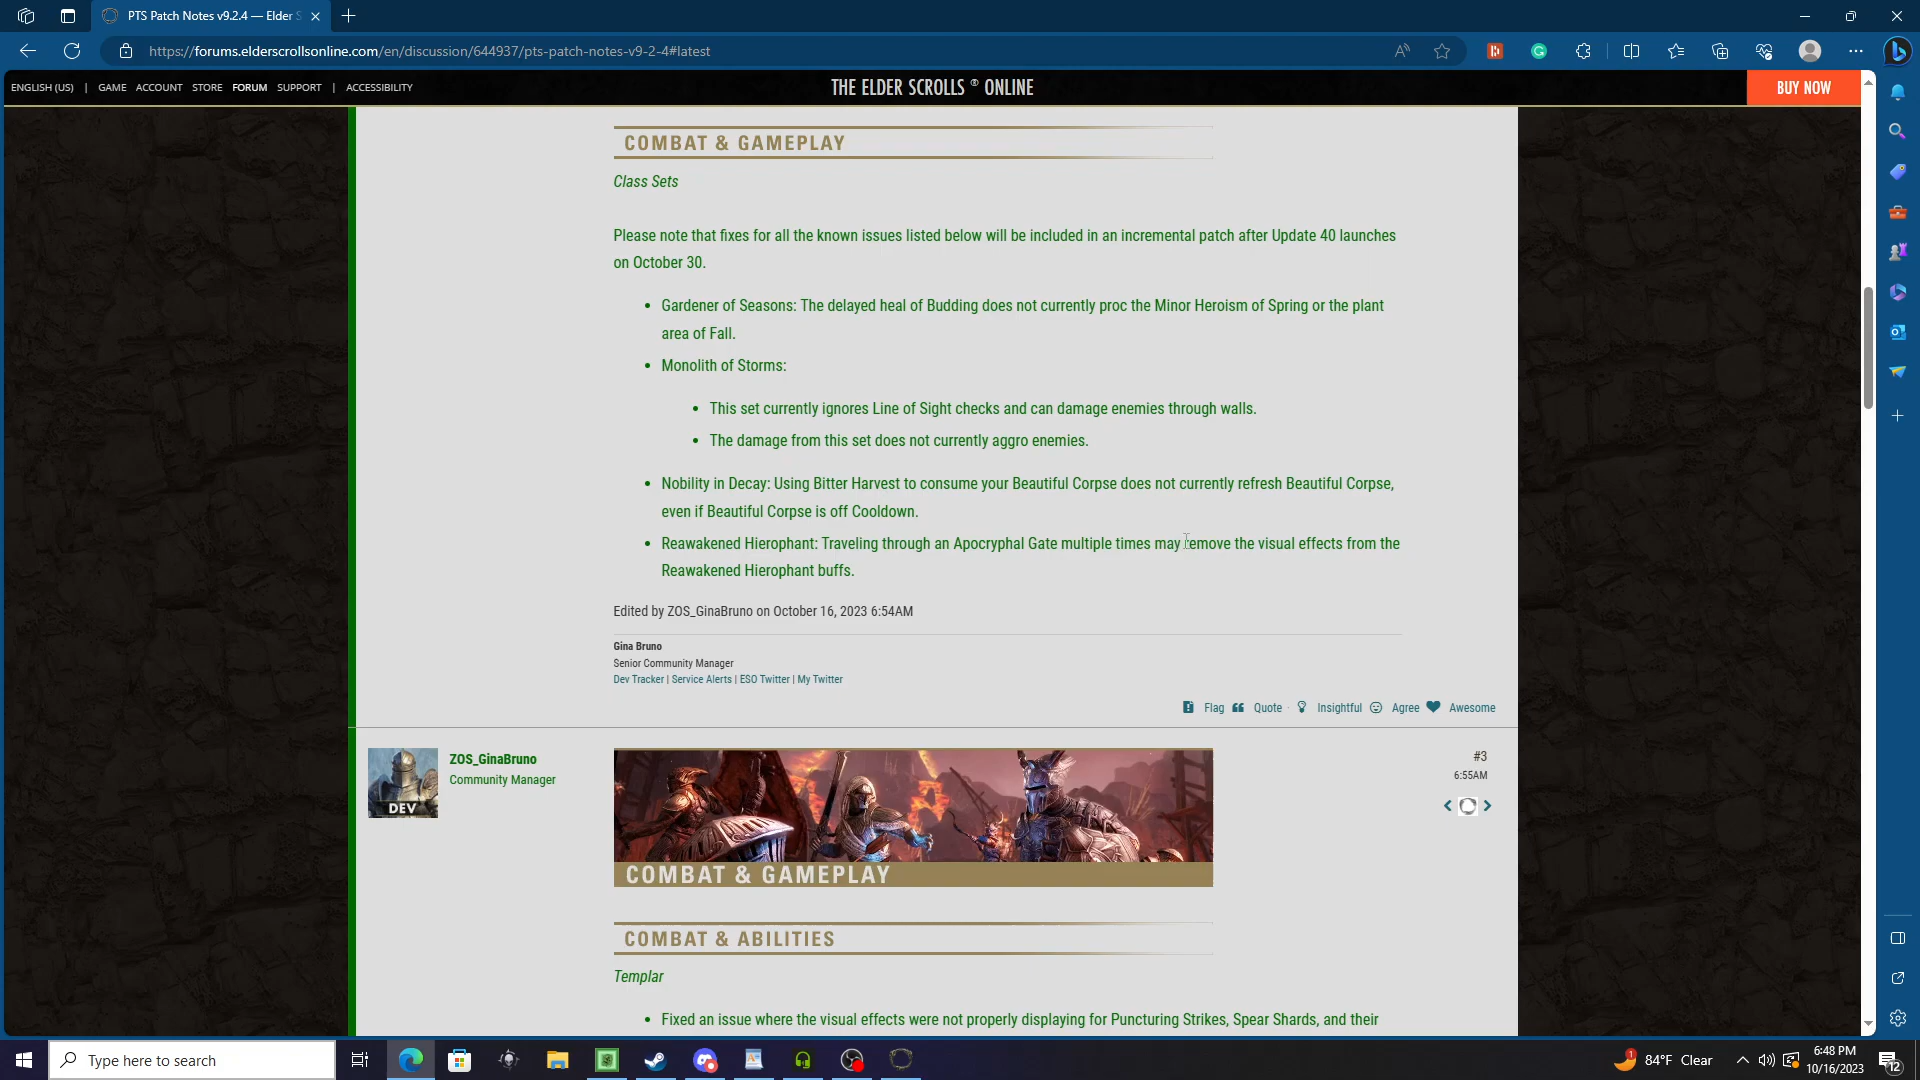 PTS Patch Notes v9.2.4 — Elder S
https://forums.elderscrollsonline.com/en/discussion/644937/pts-patch-notes-v9-2-4#latest
ENGLISH (US) | GAME ACCOUNT STORE FORUM SUPPORT | ACCESSIBILITY
THE ELDER SCROLLS ® ONLINE
BUY NOW
COMBAT & GAMEPLAY
Class Sets
Please note that fixes for all the known issues listed below will be included in an incremental patch after Update 40 launches
on October 30.
• Gardener of Seasons: The delayed heal of Budding does not currently proc the Minor Heroism of Spring or the plant
area of Fall.
• Monolith of Storms:
• This set currently ignores Line of Sight checks and can damage enemies through walls.
• The damage from this set does not currently aggro enemies.
• Nobility in Decay: Using Bitter Harvest to consume your Beautiful Corpse does not currently refresh Beautiful Corpse,
even if Beautiful Corpse is off Cooldown.
• Reawakened Hierophant: Traveling through an Apocryphal Gate multiple times may remove the visual effects from the
Reawakened Hierophant buffs.
Edited by ZOS_GinaBruno on October 16, 2023 6:54AM
Gina Bruno
Senior Community Manager
Dev Tracker | Service Alerts | ESO Twitter | My Twitter
Flag Quote · Insightful Agree Awesome
ZOS_GinaBruno
Community Manager
DEV
#3
6:55AM
COMBAT & GAMEPLAY
COMBAT & ABILITIES
Templar
• Fixed an issue where the visual effects were not properly displaying for Puncturing Strikes, Spear Shards, and their
Type here to search
1
84°F Clear
6:48 PM
10/16/2023
12